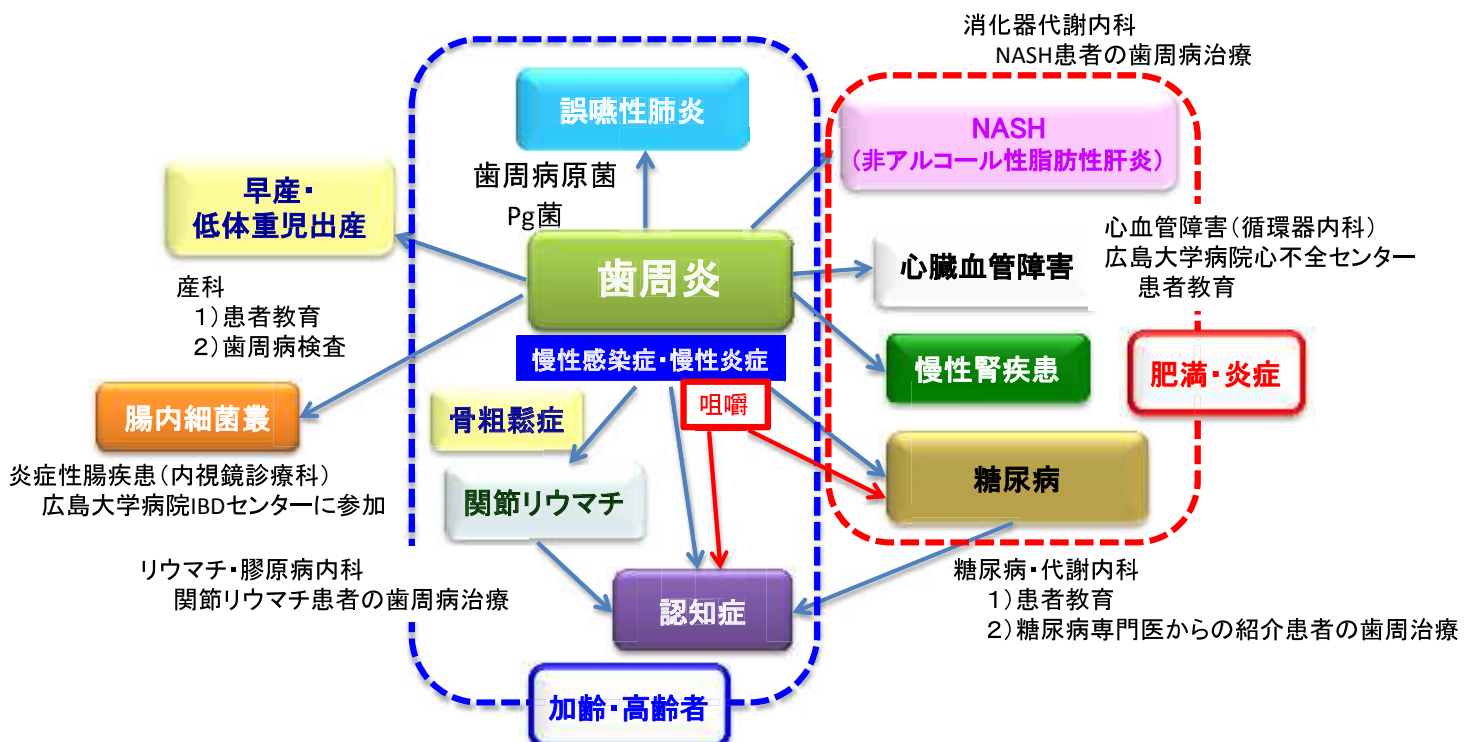 消化器代謝内科
NASH患者の歯周病治療
誤嚥性肺炎
NASH
(非アルコール性脂肪性肝炎)
歯周病原菌
Pg菌
早産・
低体重児出産
産科
1)患者教育
2)歯周病検査
歯周炎
慢性感染症・慢性炎症
心臓血管障害
心血管障害(循環器内科)
広島大学病院心不全センター
患者教育
慢性腎疾患
肥満・炎症
咀嚼
腸内細菌叢
炎症性腸疾患(内視鏡診療科)
広島大学病院IBDセンターに参加
骨粗鬆症
関節リウマチ
糖尿病
リウマチ・膠原病内科
関節リウマチ患者の歯周病治療
認知症
糖尿病・代謝内科
1)患者教育
2)糖尿病専門医からの紹介患者の歯周治療
加齢・高齢者